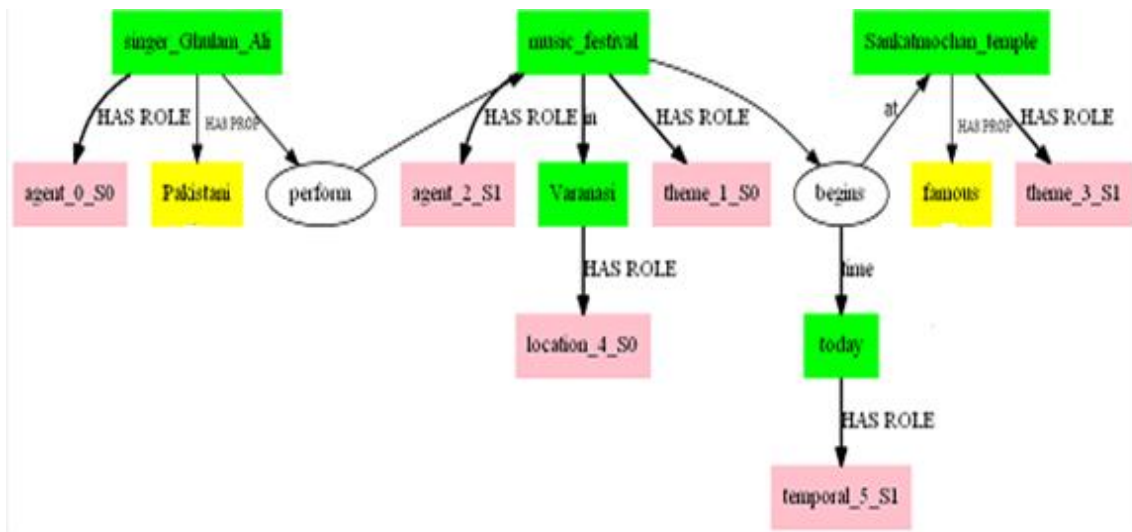 singer_Ghulam_Ali
music_festival
Sankatmochan_temple
HAS ROLE
HAS PROP
HAS ROLE
in
HAS ROLE
at
HAS PROP
HAS ROLE
agent_0_S0
Pakistani
perform
agent_2_S1
Varanasi
theme_1_S0
begins
famous
theme_3_S1
HAS ROLE
time
location_4_S0
today
HAS ROLE
temporal_5_S1